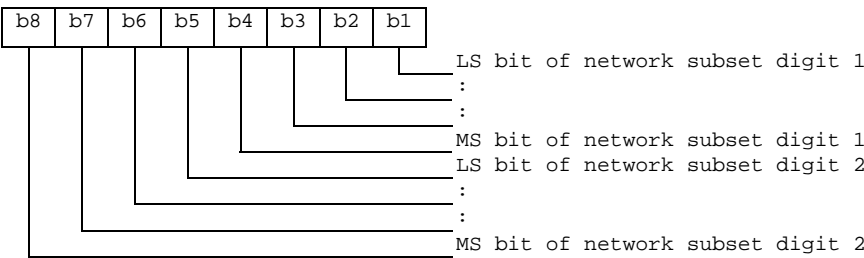 b8 b7 b6 b5 b4 b3 b2 b1
LS bit of network subset digit 1
:
:
MS bit of network subset digit 1
LS bit of network subset digit 2
:
:
MS bit of network subset digit 2